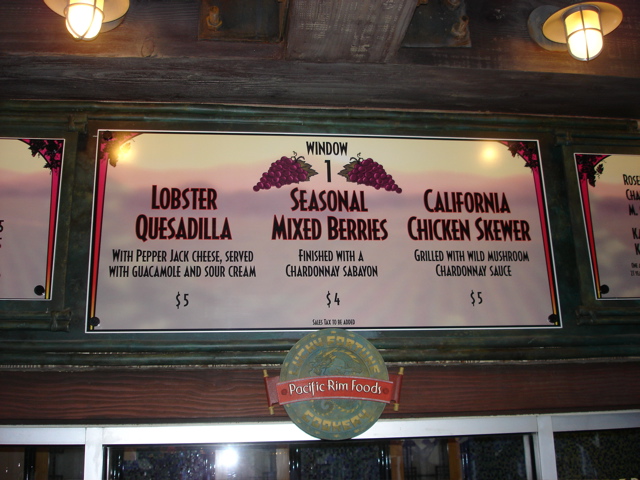 WINDOW
1
LOBSTER
QUESADILLA
WITH PEPPER JACK CHEESE, SERVED
WITH GUACAMOLE AND SOUR CREAM
$5
SEASONAL
MIXED BERRIES
FINISHED WITH A
CHARDONNAY SABAYON
$4
CALIFORNIA
CHICKEN SKEWER
GRILLED WITH WILD MUSHROOM
CHARDONNAY SAUCE
$5
SALES TAX TO BE ADDED
Pacific Rim Foods
COOKERY